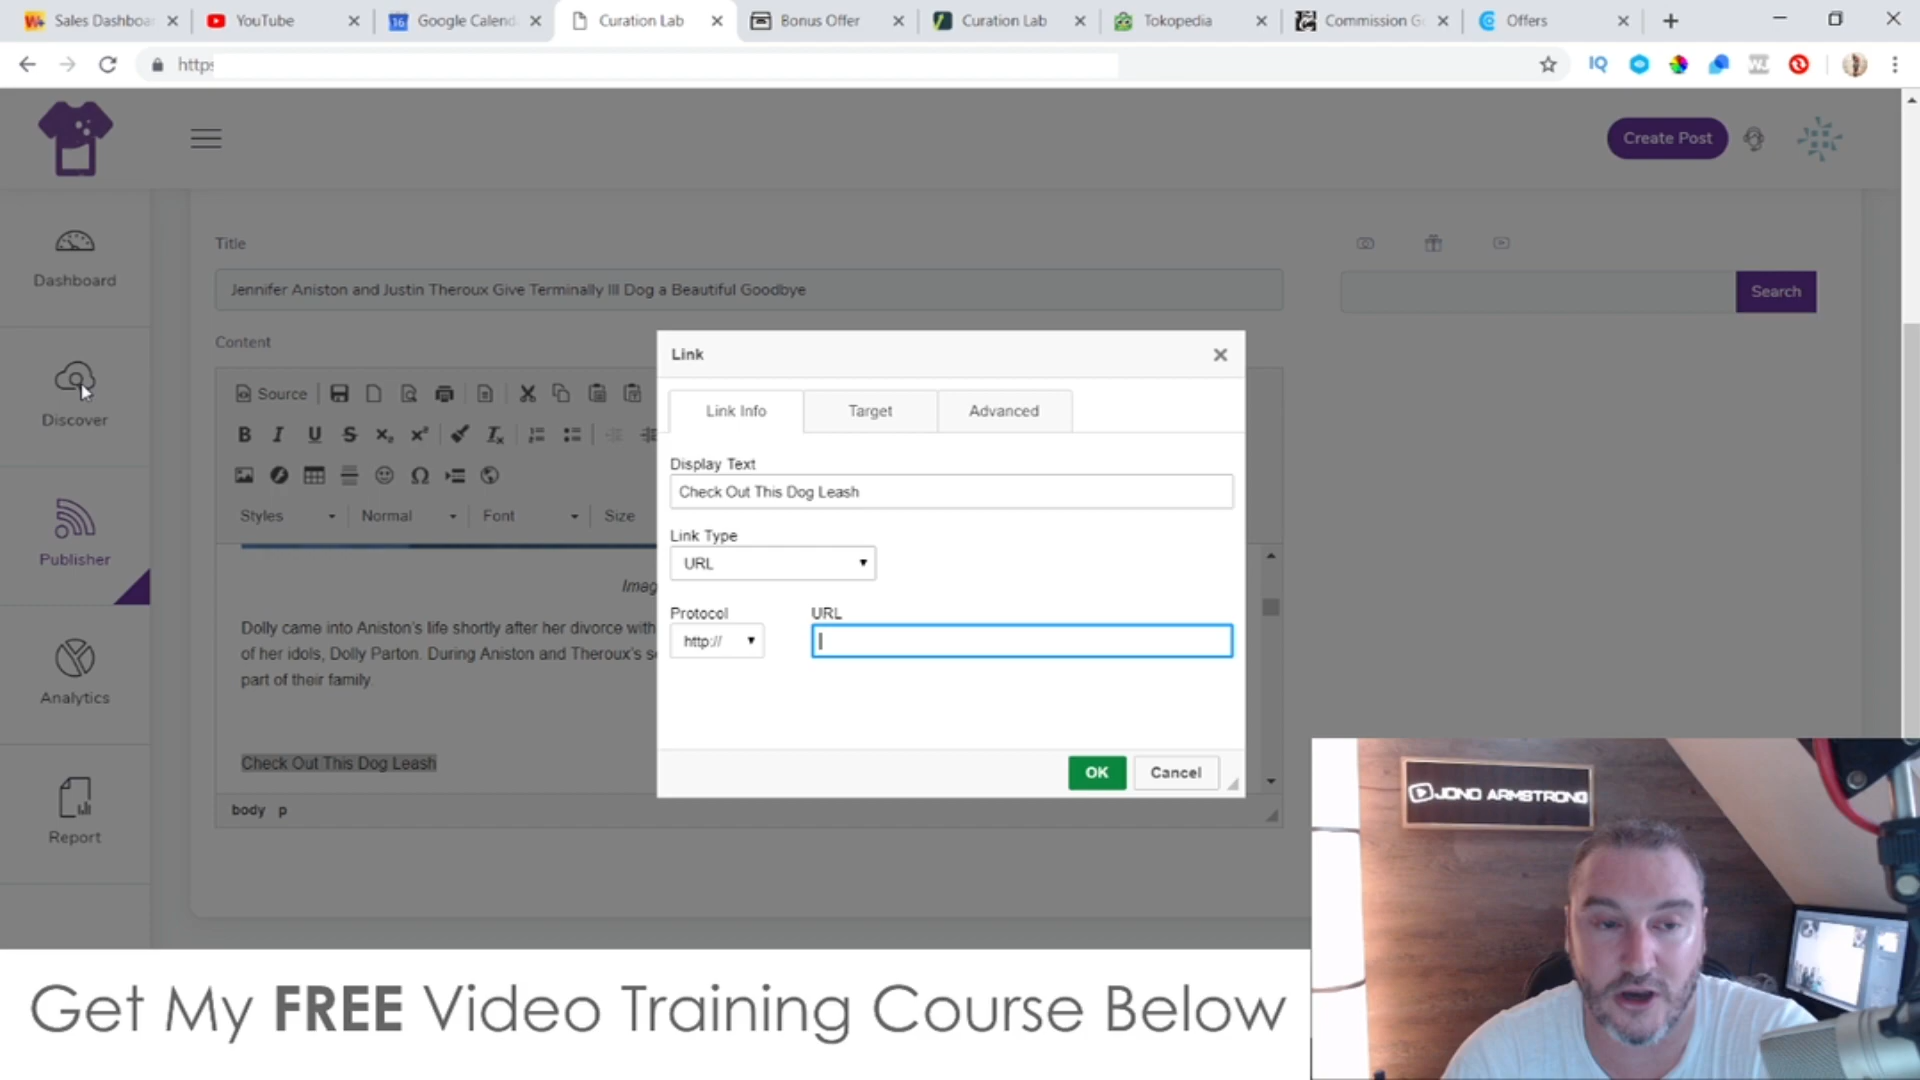 Sales Dashboar
YouTube
Google Calend
Curation Lab
Bonus Offer
Curation Lab
Tokopedia
Commission G
Offers
https
IQ
Create Post
Dashboard
Discover
Publisher
Analytics
Report
Title
Jennifer Aniston and Justin Theroux Give Terminally Ill Dog a Beautiful Goodbye
Search
Content
Source
Styles
Normal
Font
Size
Imag
Dolly came into Aniston's life shortly after her divorce with
of her idols, Dolly Parton. During Aniston and Theroux's s
part of their family.
Check Out This Dog Leash
body p
Link
Link Info
Target
Advanced
Display Text
Check Out This Dog Leash
Link Type
URL
Protocol
URL
http://
OK
Cancel
JONO ARMSTRONG
Get My FREE Video Training Course Below